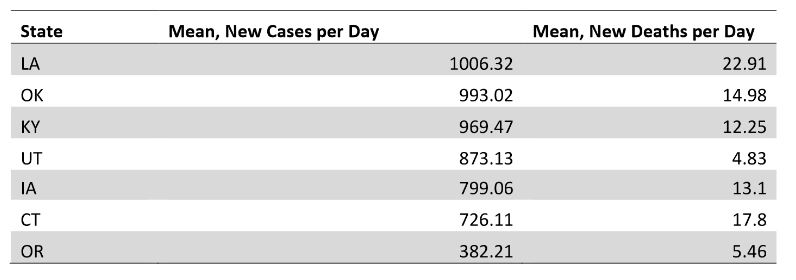 State Mean, New Cases per Day Mean, New Deaths per Day
LA 1006.32 22.91
OK 993.02 14.98
KY 969.47 12.25
UT 873.13 4.83
IA 799.06 13.1
CT 726.11 17.8
OR 382.21 5.46